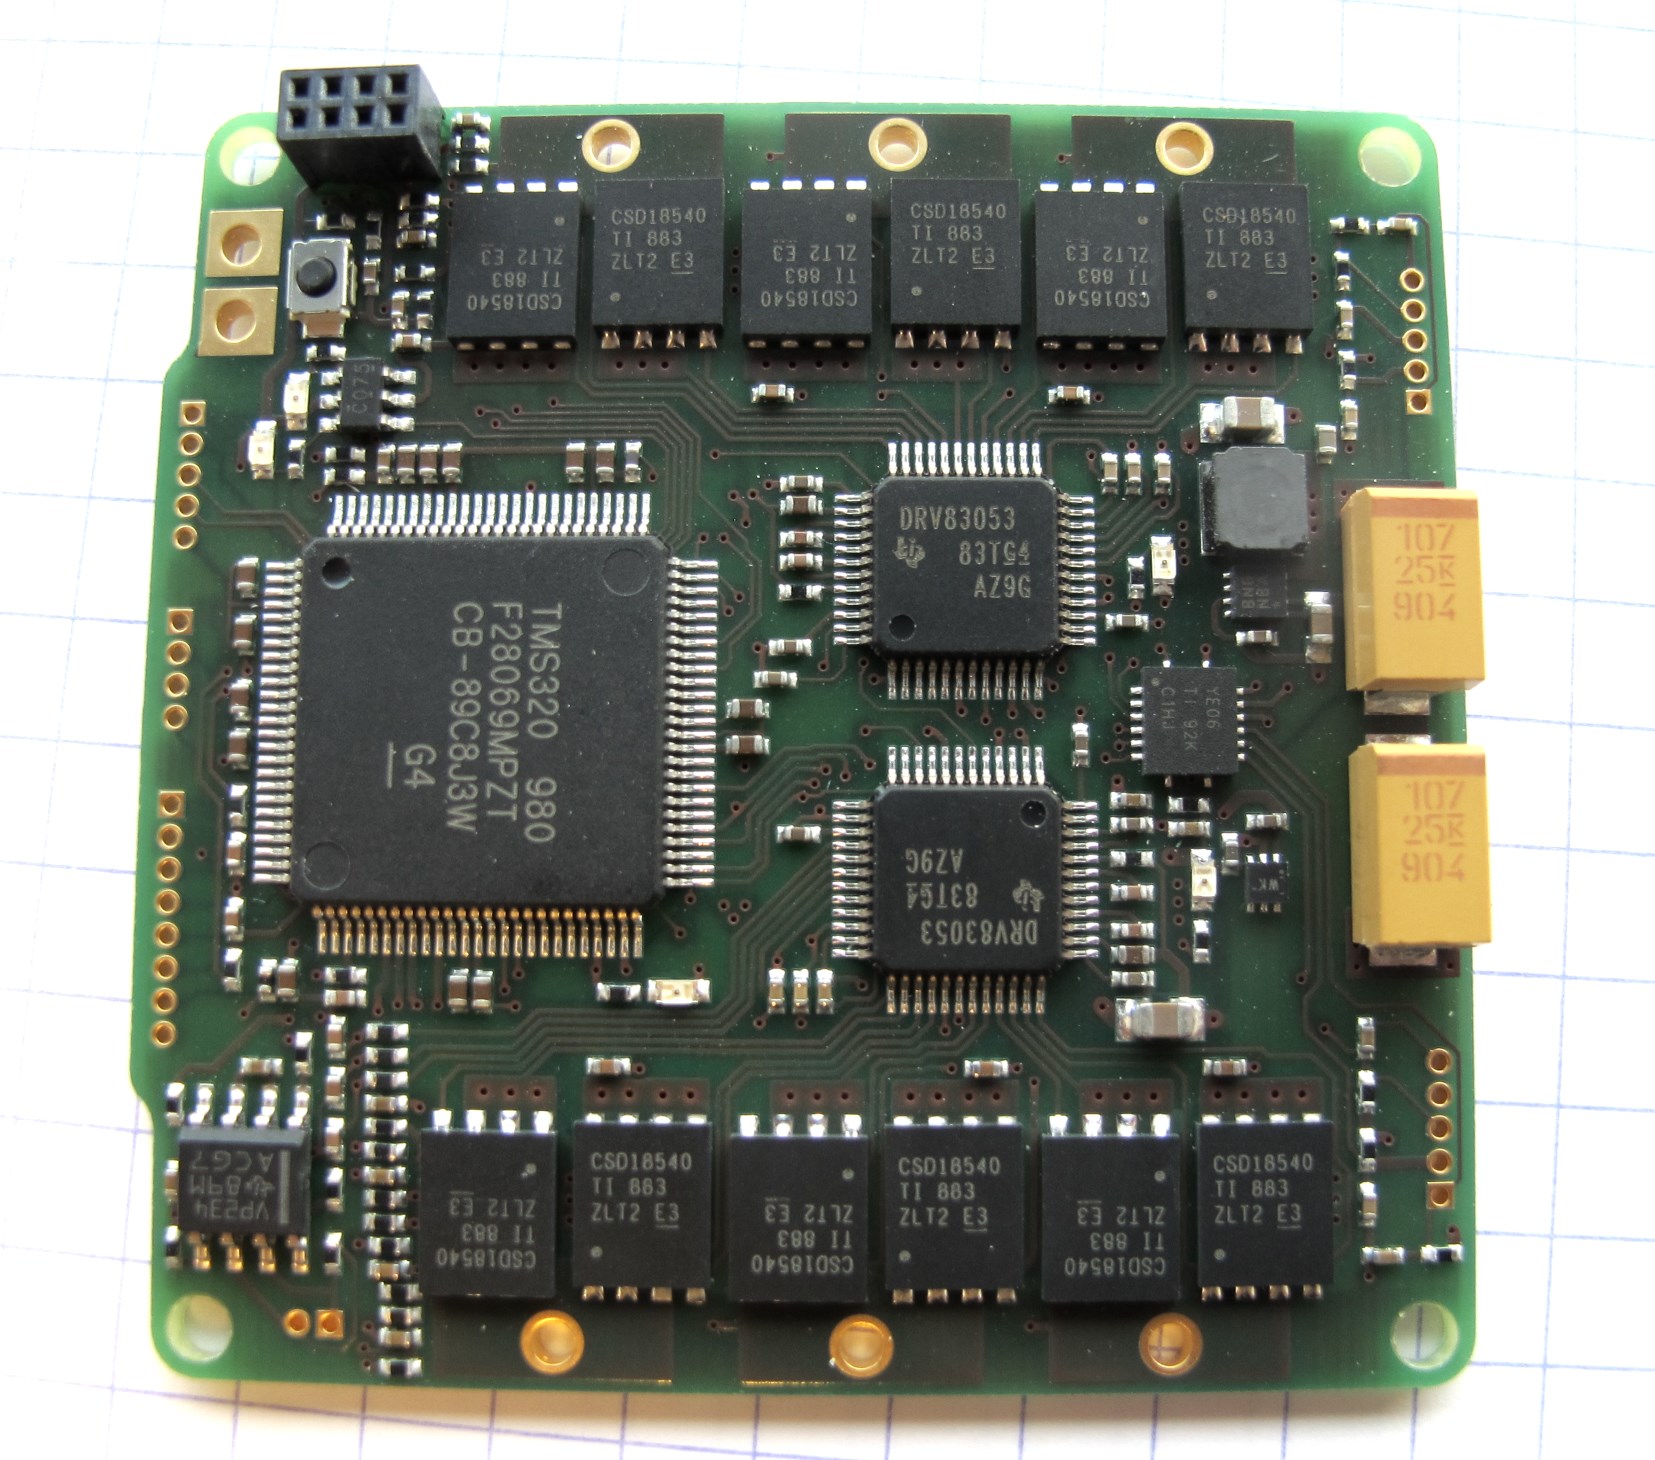 CSD18540
TI 883
ZLT2 E3
CSD18540
TI 883
ZLT2 E3
CSD18540
TI 883
ZLT2 E3
CSD18540
TI 883
ZLT2 E3
CSD18540
TI 883
ZLT2 E3
CSD18540
TI 883
ZLT2 E3
TMS320 980
F28069MPZT
CB-89C8J3W
G4
DRV83053
83TG4
AZ9G
107
25K
904
YE06
TI 92K
C1HJ
DRV83053
83TG4
AZ9G
107
25K
904
VP234
89M
ACG7
CSD18540
TI 883
ZLT2 E3
CSD18540
TI 883
ZLT2 E3
CSD18540
TI 883
ZLT2 E3
CSD18540
TI 883
ZLT2 E3
CSD18540
TI 883
ZLT2 E3
CSD18540
TI 883
ZLT2 E3